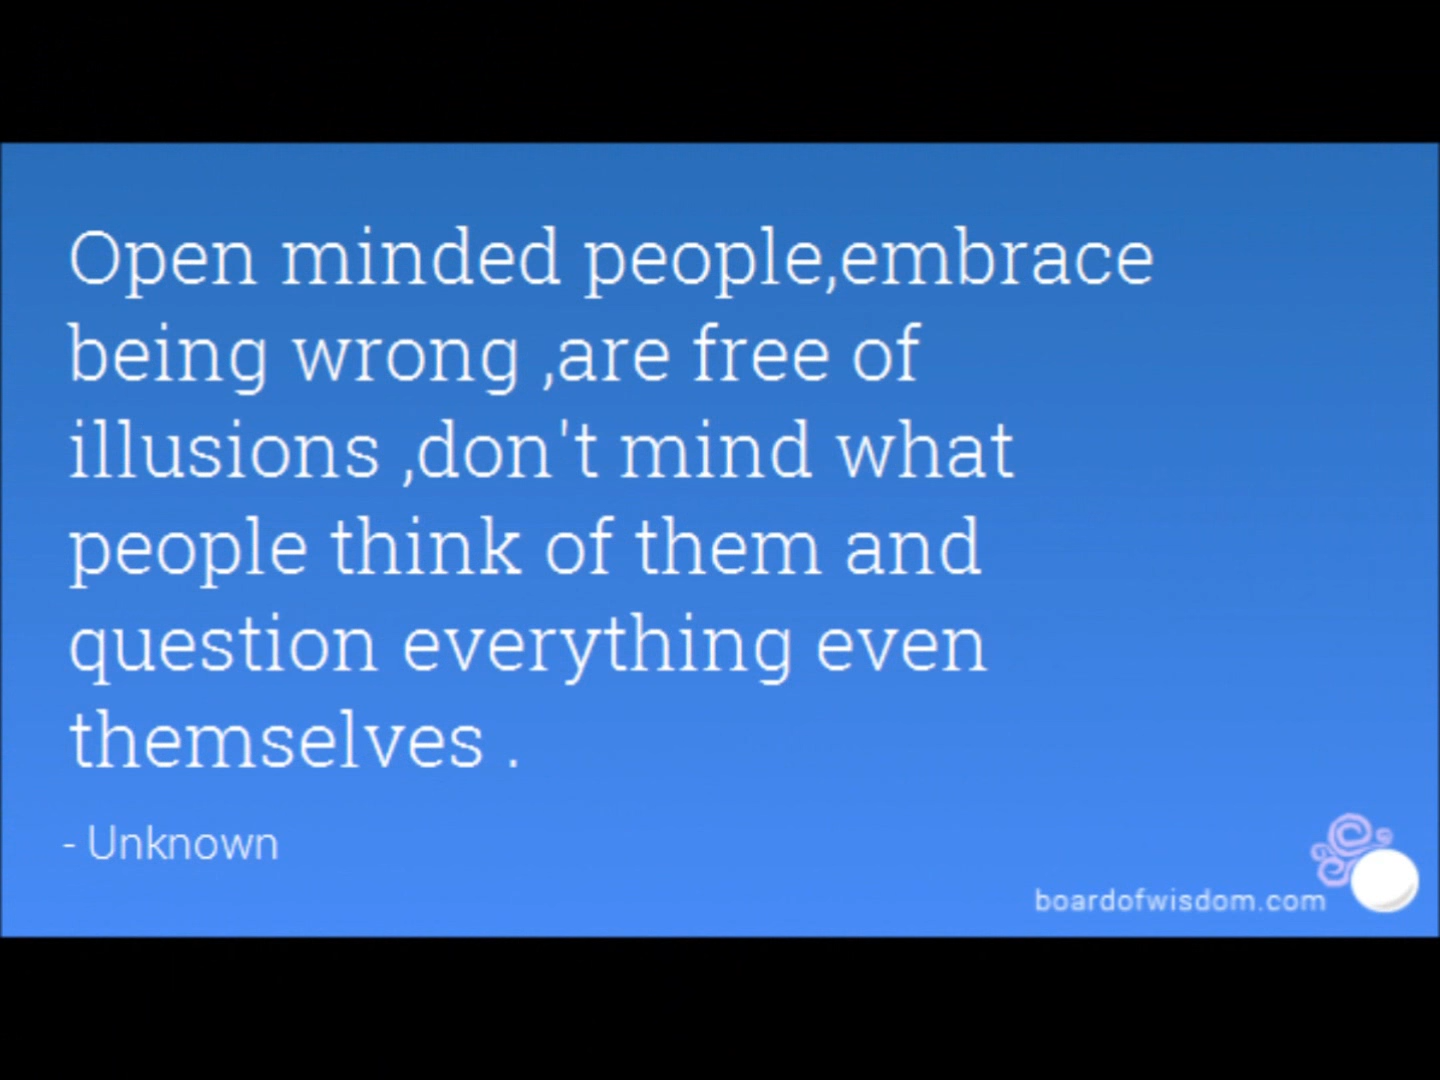 Open minded people,embrace
being wrong ,are free of
illusions ,don't mind what
people think of them and
question everything even
themselves .
- Unknown
boardofwisdom.com